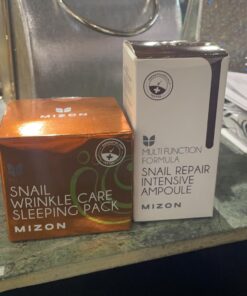 SNAIL
WRINKLE CARE
SLEEPING PACK
MIZON
MULTI FUNCTION
FORMULA
SNAIL REPAIR
INTENSIVE
AMPOULE
MIZON